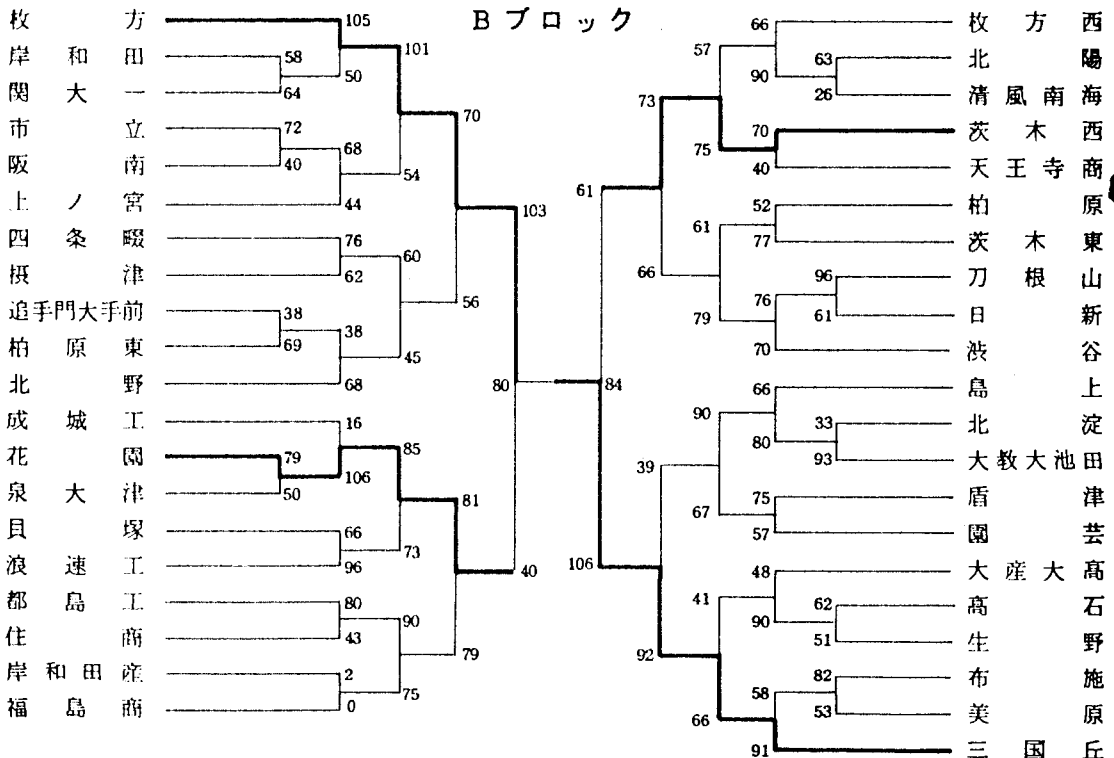 Bブロック
枚方
105
岸和田
58
101
50
関大一
64
70
市立
72
68
阪南
40
54
上ノ宮
44
103
四条畷
76
60
摂津
62
56
追手門大手前
38
38
柏原東
69
45
北野
68
80
成城工
16
85
花園
79
106
泉大津
50
81
貝塚
66
73
浪速工
96
40
都島工
80
90
住商
43
79
岸和田産
2
75
福島商
0
66
枚方西
57
63
北陽
90
26
清風南海
73
70
茨木西
75
40
天王寺商
61
52
柏原
61
77
茨木東
66
96
刀根山
76
61
日新
79
70
渋谷
84
66
島上
90
33
北淀
80
93
大教大池田
39
75
盾津
67
57
園芸
106
48
大産大高
41
62
高石
90
51
生野
92
82
布施
58
53
美原
66
91
三国丘